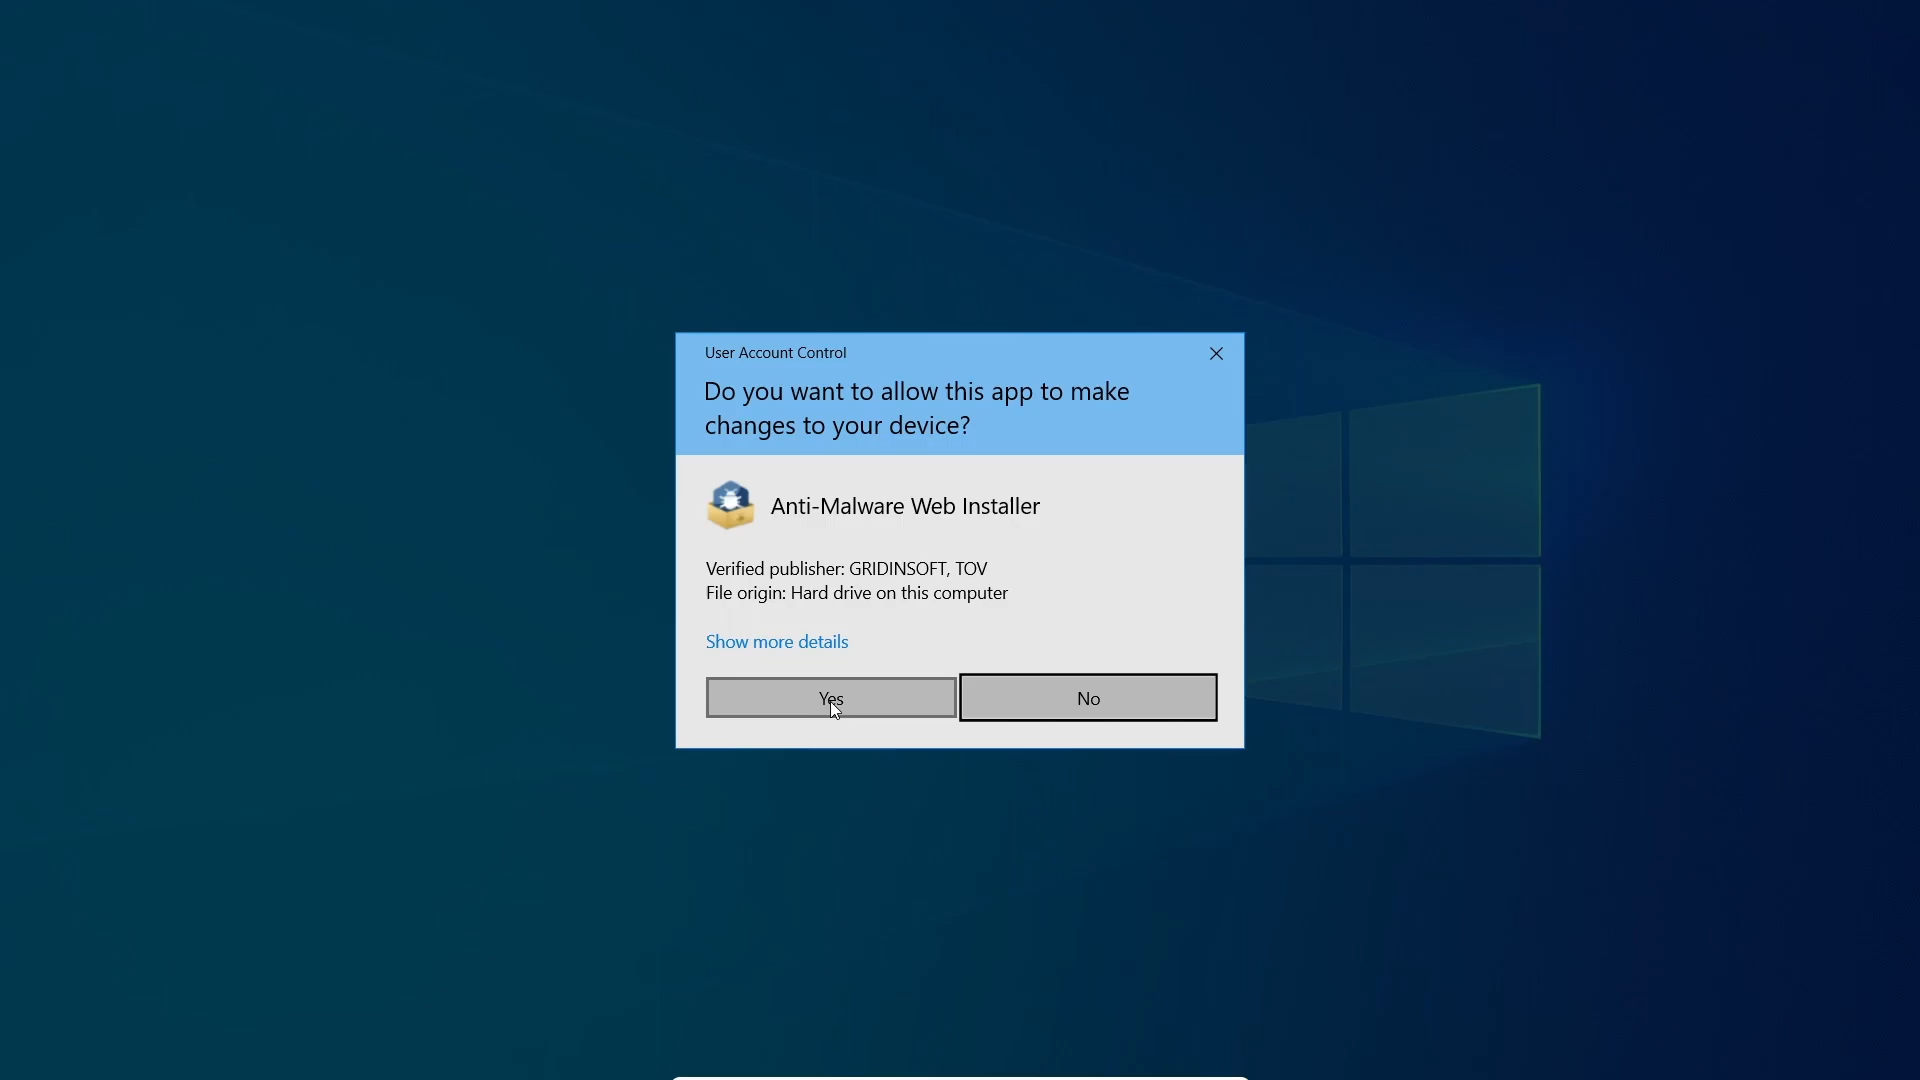 User Account Control
Do you want to allow this app to make
changes to your device?
Anti-Malware Web Installer
Verified publisher: GRIDINSOFT, TOV
File origin: Hard drive on this computer
Show more details
Yes
No